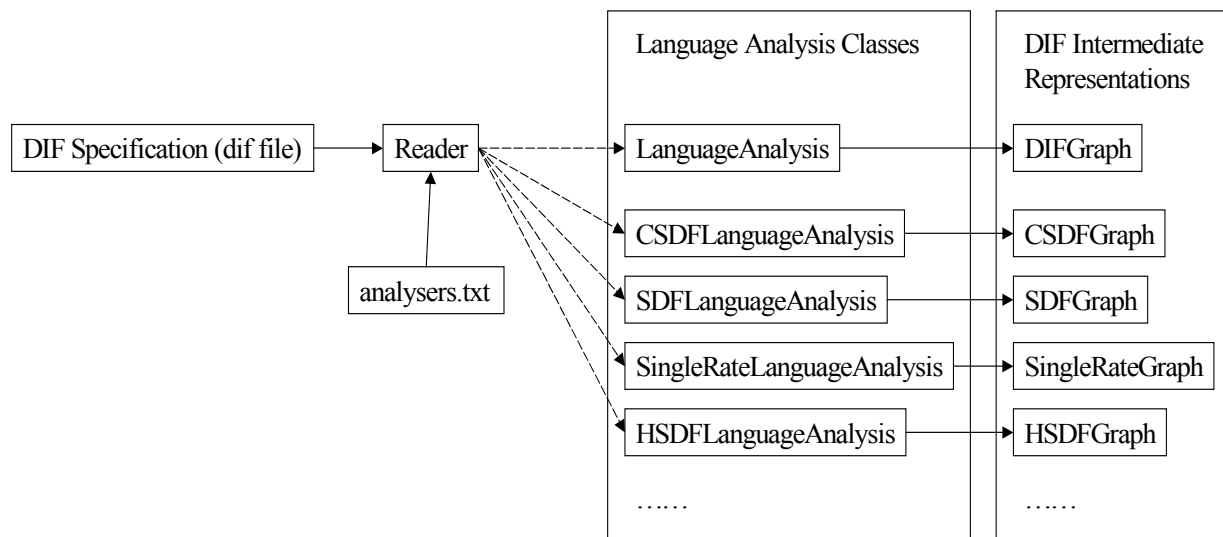 Language Analysis Classes
DIF Intermediate
Representations
DIF Specification (dif file)
Reader
LanguageAnalysis
DIFGraph
CSDFLanguageAnalysis
CSDFGraph
analysers.txt
SDFLanguageAnalysis
SDFGraph
SingleRateLanguageAnalysis
SingleRateGraph
HSDFLanguageAnalysis
HSDFGraph
……
……